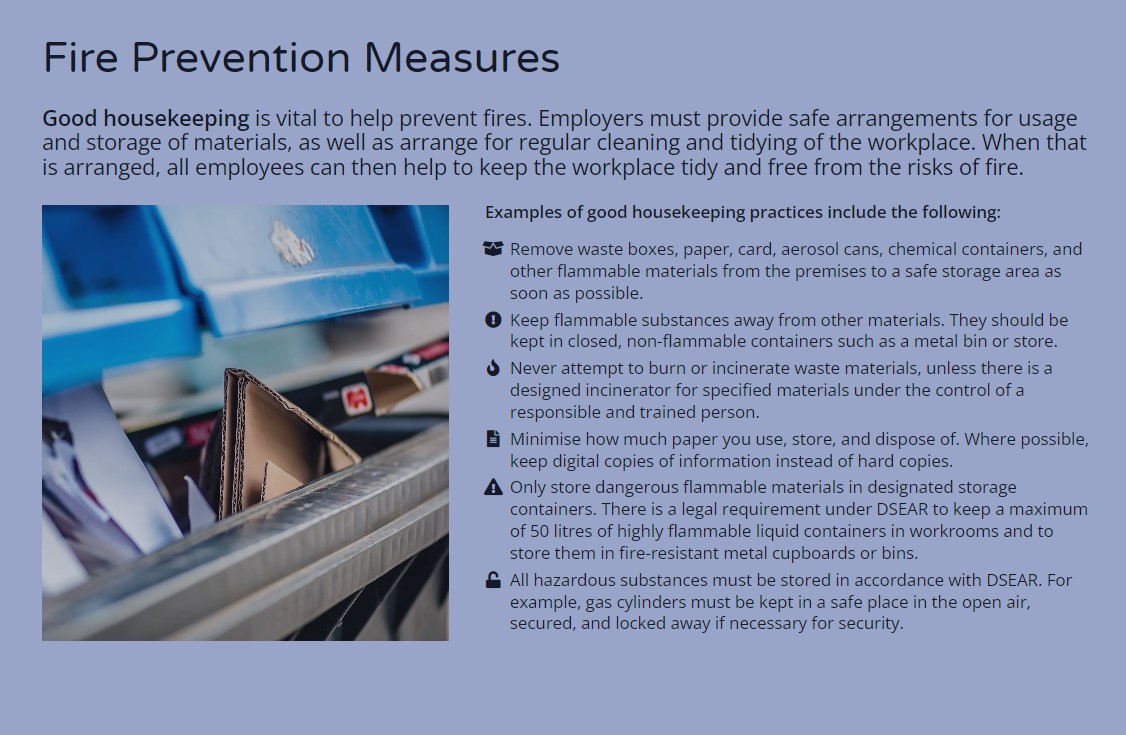 Fire Prevention Measures
Good housekeeping is vital to help prevent fires. Employers must provide safe arrangements for usage
and storage of materials, as well as arrange for regular cleaning and tidying of the workplace. When that
is arranged, all employees can then help to keep the workplace tidy and free from the risks of fire.
Examples of good housekeeping practices include the following:
Remove waste boxes, paper, card, aerosol cans, chemical containers, and
other flammable materials from the premises to a safe storage area as
soon as possible.
Keep flammable substances away from other materials. They should be
kept in closed, non-flammable containers such as a metal bin or store.
Never attempt to burn or incinerate waste materials, unless there is a
designed incinerator for specified materials under the control of a
responsible and trained person.
Minimise how much paper you use, store, and dispose of. Where possible,
keep digital copies of information instead of hard copies.
Only store dangerous flammable materials in designated storage
containers. There is a legal requirement under DSEAR to keep a maximum
of 50 litres of highly flammable liquid containers in workrooms and to
store them in fire-resistant metal cupboards or bins.
All hazardous substances must be stored in accordance with DSEAR. For
example, gas cylinders must be kept in a safe place in the open air,
secured, and locked away if necessary for security.